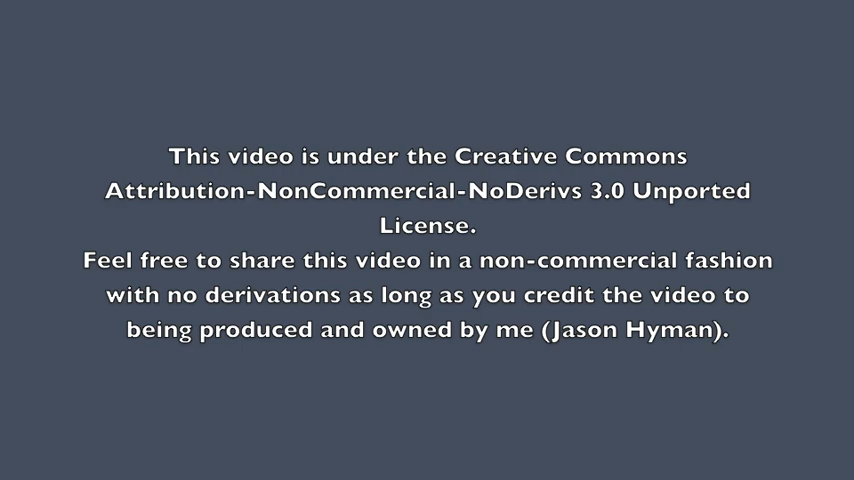 This video is under the Creative Commons
Attribution-NonCommercial-NoDerivs 3.0 Unported
License.
Feel free to share this video in a non-commercial fashion
with no derivations as long as you credit the video to
being produced and owned by me (Jason Hyman).